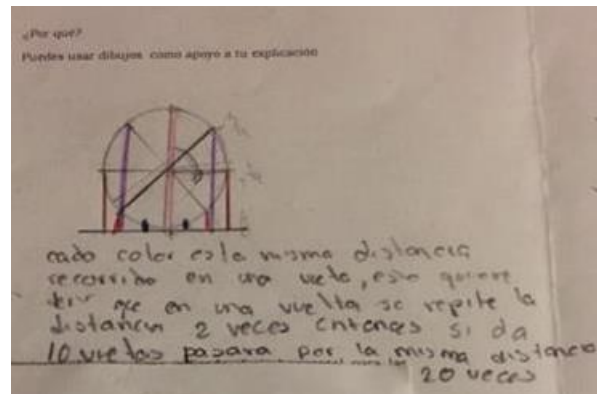 ¿Por qué?
Puedes usar dibujos como apoyo a tu explicación
cada color es la misma distancia
recorrido en una vuelta, esto quiere
decir que en una vuelta se repite la
distancia 2 veces entonces si da
10 vueltas pasara por la misma distancia
20 veces